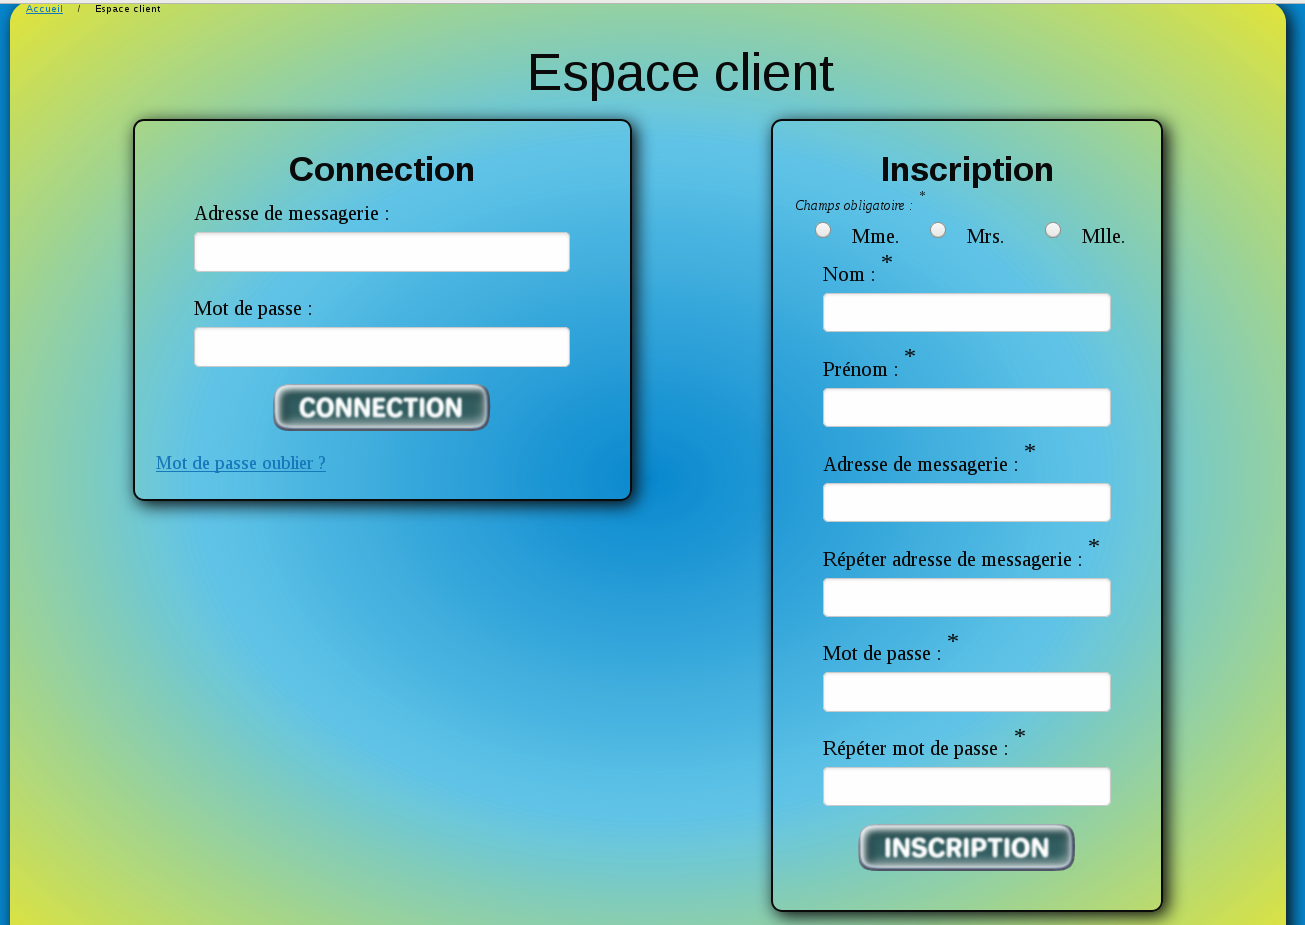 Accueil / Espace client
Espace client
Connection
Adresse de messagerie :
Mot de passe :
CONNECTION
Mot de passe oublier ?
Inscription
Champs obligatoire : *
Mme. Mrs. Mlle.
Nom : *
Prénom : *
Adresse de messagerie : *
Répéter adresse de messagerie : *
Mot de passe : *
Répéter mot de passe : *
INSCRIPTION